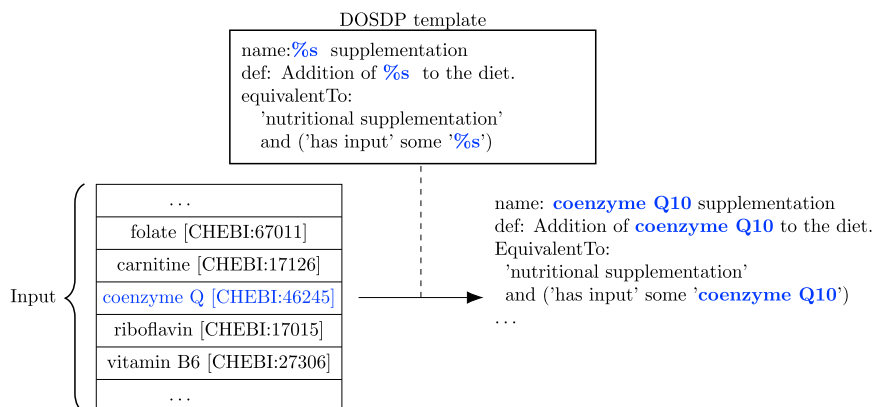 DOSDP template
name:%s supplementation
def: Addition of %s to the diet.
equivalentTo:
'nutritional supplementation'
and ('has input' some '%s')
Input
...
folate [CHEBI:67011]
carnitine [CHEBI:17126]
coenzyme Q [CHEBI:46245]
riboflavin [CHEBI:17015]
vitamin B6 [CHEBI:27306]
...
name: coenzyme Q10 supplementation
def: Addition of coenzyme Q10 to the diet.
EquivalentTo:
'nutritional supplementation'
and ('has input' some 'coenzyme Q10')
...